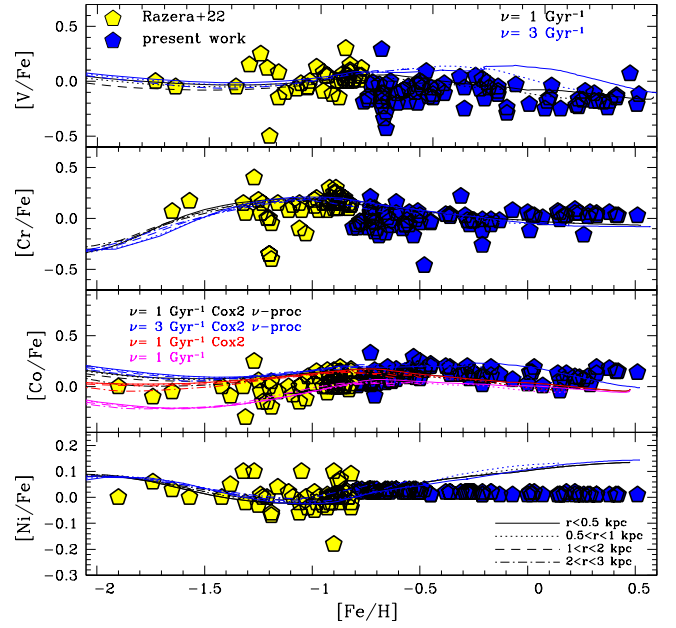 Razera+22
present work
ν= 1 Gyr⁻¹
ν= 3 Gyr⁻¹
[V/Fe]
0.5
0.0
−0.5
[Cr/Fe]
0.5
0.0
−0.5
ν= 1 Gyr⁻¹ Cox2 ν−proc
ν= 3 Gyr⁻¹ Cox2 ν−proc
ν= 1 Gyr⁻¹ Cox2
ν= 1 Gyr⁻¹
[Co/Fe]
0.5
0.0
[Ni/Fe]
0.2
0.1
0.0
−0.1
−0.2
−0.3
r<0.5 kpc
0.5<r<1 kpc
1<r<2 kpc
2<r<3 kpc
−2 −1.5 −1 −0.5 0 0.5
[Fe/H]